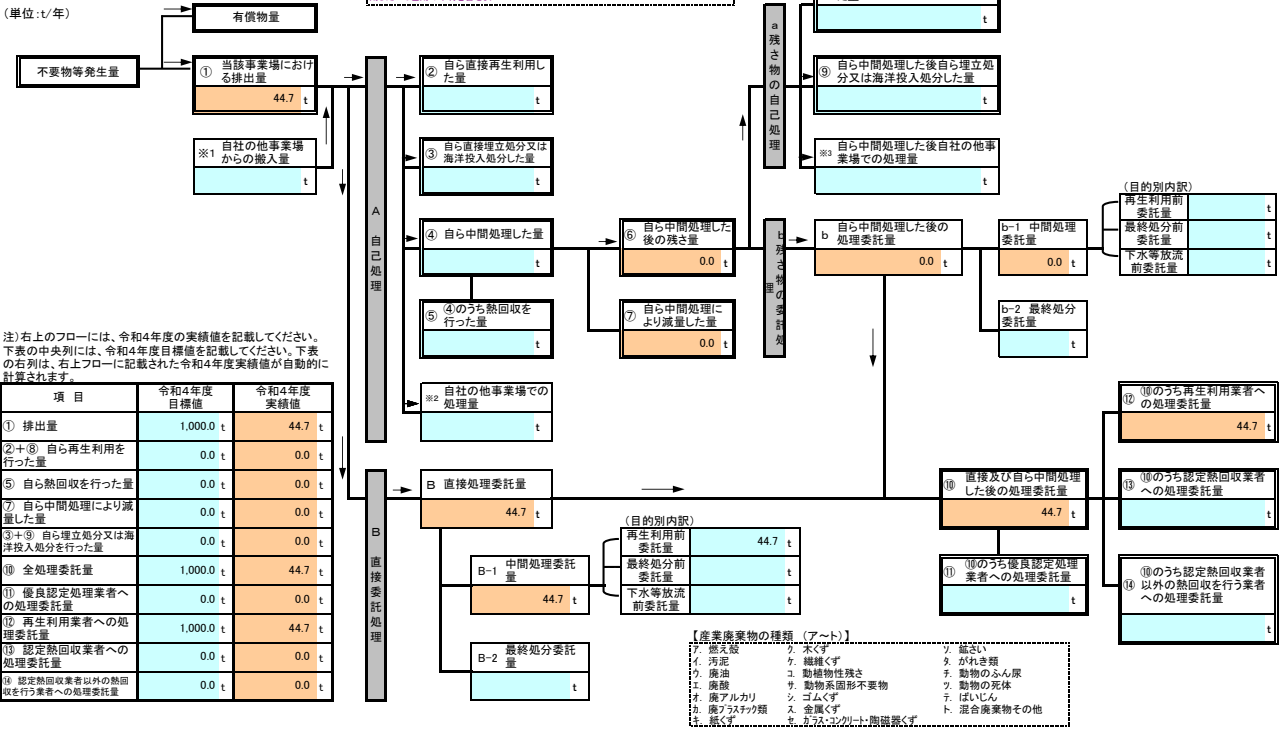 (単位:t/年)
有償物量
t
不要物等発生量
① 当該事業場におけ
る排出量
44.7 t
※1 自社の他事業場
からの搬入量
t
A 自己処理
② 自ら直接再生利用し
た量
t
③ 自ら直接埋立処分又は
海洋投入処分した量
t
④ 自ら中間処理した量
t
⑤ ④のうち熱回収を
行った量
t
※2 自社の他事業場での
処理量
t
⑥ 自ら中間処理した
後の残さ量
0.0 t
⑦ 自ら中間処理に
より減量した量
0.0 t
a 残さ物の自己処理
⑨ 自ら中間処理した後自ら埋立処
分又は海洋投入処分した量
t
※3 自ら中間処理した後自社の他事
業場での処理量
t
b 残さ物の委託処理
b 自ら中間処理した後の
処理委託量
0.0 t
b-1 中間処理
委託量
0.0 t
(目的別内訳)
再生利用前
委託量
t
最終処分前
委託量
t
下水等放流
前委託量
t
b-2 最終処分
委託量
t
注)右上のフローには、令和4年度の実績値を記載してください。
下表の中央列には、令和4年度目標値を記載してください。下表
の右列は、右上フローに記載された令和4年度実績値が自動的に
計算されます。
項 目 令和4年度 目標値 令和4年度 実績値
① 排出量 1,000.0 t 44.7 t
②+⑧ 自ら再生利用を
行った量 0.0 t 0.0 t
⑤ 自ら熱回収を行った量 0.0 t 0.0 t
⑦ 自ら中間処理により減
量した量 0.0 t 0.0 t
③+⑨ 自ら埋立処分又は海
洋投入処分を行った量 0.0 t 0.0 t
⑩ 全処理委託量 1,000.0 t 44.7 t
⑪ 優良認定処理業者へ
の処理委託量 0.0 t 0.0 t
⑫ 再生利用業者への処
理委託量 1,000.0 t 44.7 t
⑬ 認定熱回収業者への
処理委託量 0.0 t 0.0 t
⑭ 認定熱回収業者以外の熱回
収を行う業者への処理委託量 0.0 t 0.0 t
B 直接委託処理
B 直接処理委託量
44.7 t
B-1 中間処理委託
量
44.7 t
(目的別内訳)
再生利用前
委託量
44.7 t
最終処分前
委託量
t
下水等放流
前委託量
t
B-2 最終処分委託
量
t
⑩ 直接及び自ら中間処理
した後の処理委託量
44.7 t
⑪ ⑩のうち優良認定処理
業者への処理委託量
t
⑫ ⑩のうち再生利用業者へ
の処理委託量
44.7 t
⑬ ⑩のうち認定熱回収業者
への処理委託量
t
⑭ ⑩のうち認定熱回収業者
以外の熱回収を行う業者
への処理委託量
t
【産業廃棄物の種類 (ア~ト)】
ア. 燃え殻 ク. 木くず ソ. 鉱さい
イ. 汚泥 ケ. 繊維くず タ. がれき類
ウ. 廃油 コ. 動植物性残さ チ. 動物のふん尿
エ. 廃酸 サ. 動物系固形不要物 ツ. 動物の死体
オ. 廃アルカリ シ. ゴムくず テ. ばいじん
カ. 廃プラスチック類 ス. 金属くず ト. 混合廃棄物その他
キ. 紙くず セ. ガラス・コンクリート・陶磁器くず